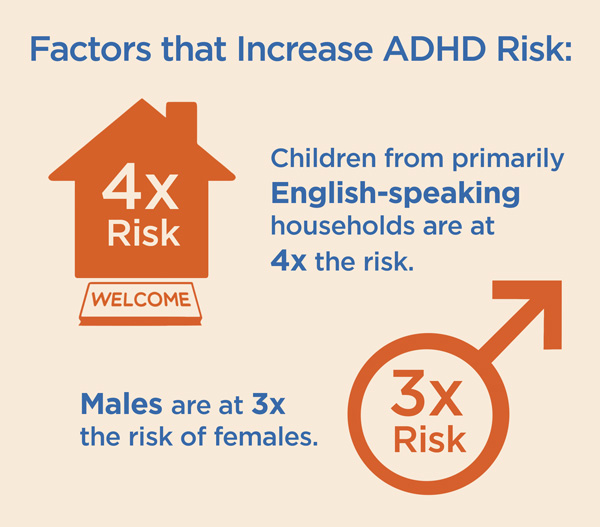 Factors that Increase ADHD Risk:
4x
Risk
WELCOME
Children from primarily
English-speaking
households are at
4x the risk.
Males are at 3x
the risk of females.
3x
Risk